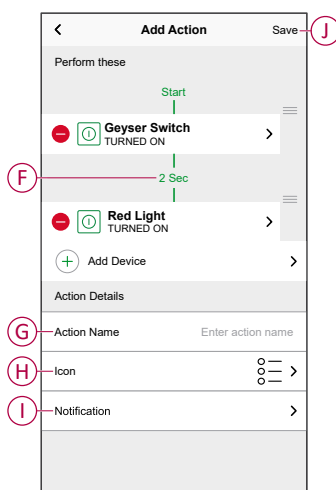 Add Action
Save
J
Perform these
Start
Geyser Switch
TURNED ON
F
2 Sec
Red Light
TURNED ON
Add Device
Action Details
G
Action Name
Enter action name
H
Icon
I
Notification